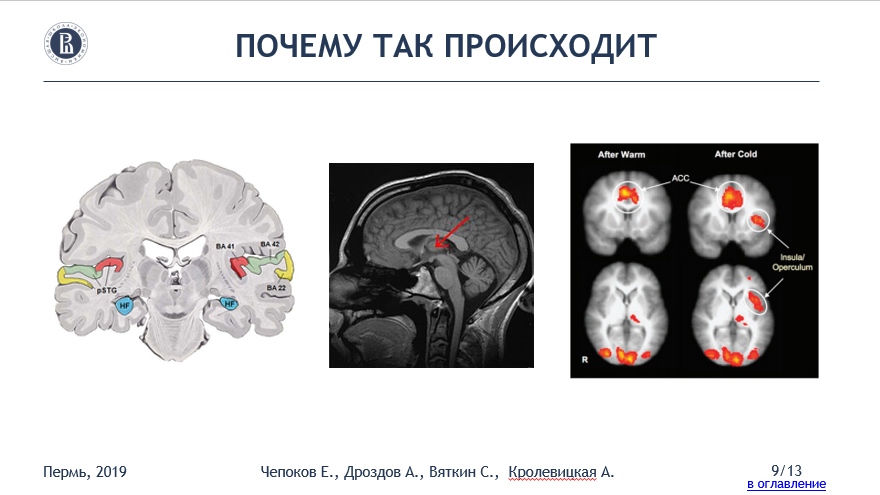 ПОЧЕМУ ТАК ПРОИСХОДИТ
BA 41
BA 42
pSTG
BA 22
HF
HF
After Warm
After Cold
ACC
Insula/
Operculum
R
Пермь, 2019
Чепоков Е., Дроздов А., Вяткин С., Кролевицкая А.
9/13
в оглавление